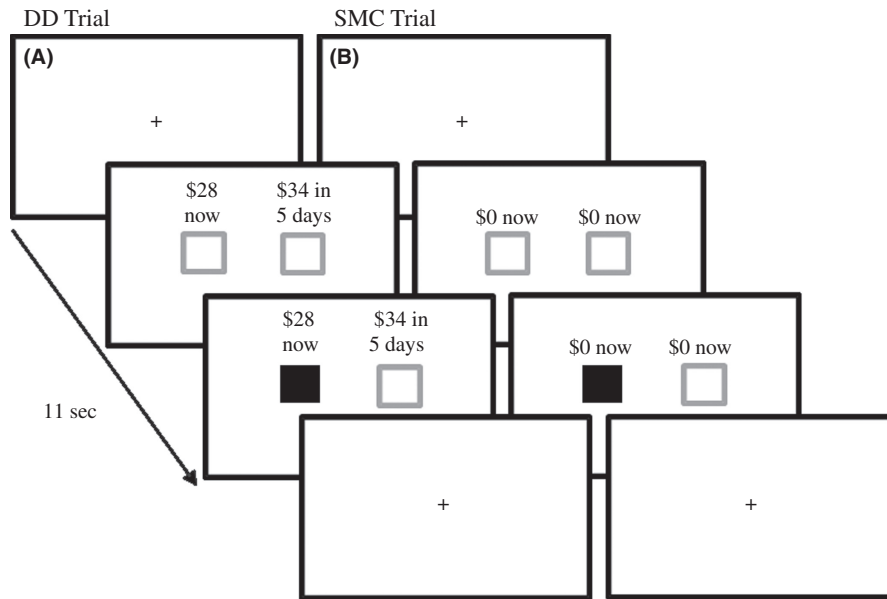 DD Trial
SMC Trial
(A)
(B)
+
+
$28
now
$34 in
5 days
$0 now
$0 now
$28
now
$34 in
5 days
$0 now
$0 now
11 sec
+
+